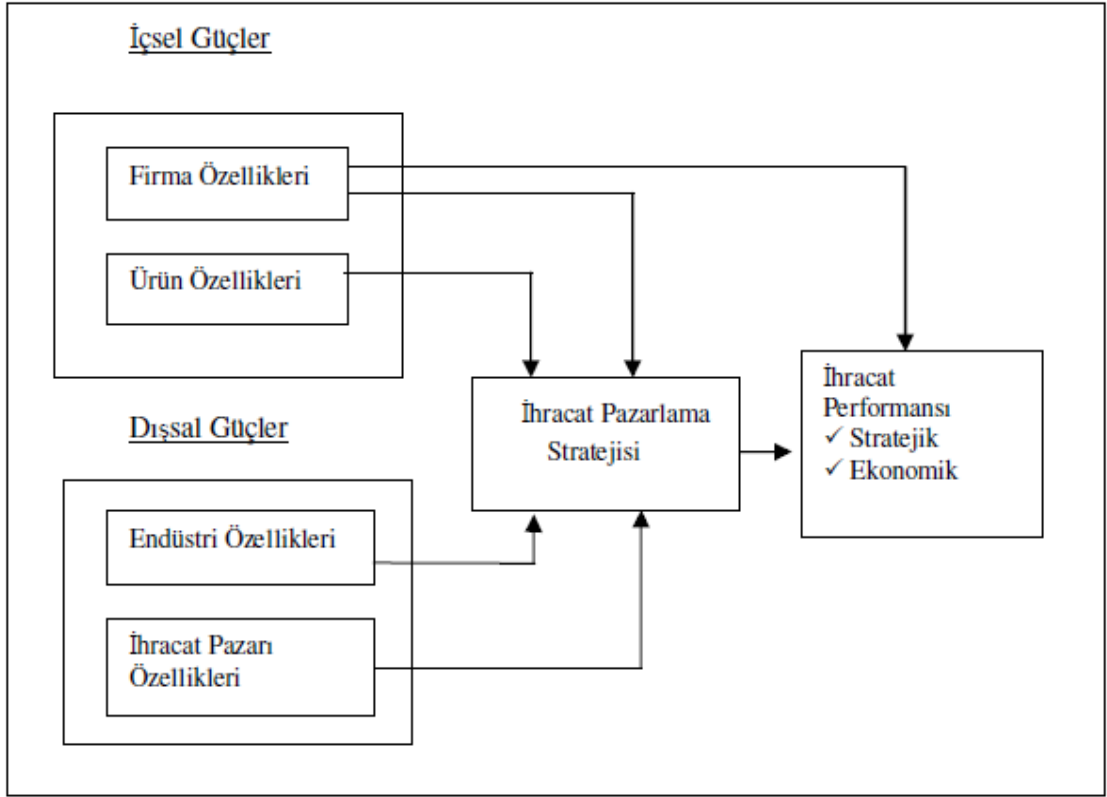 İçsel Güçler
Firma Özellikleri
Ürün Özellikleri
Dışsal Güçler
Endüstri Özellikleri
İhracat Pazarı
Özellikleri
İhracat Pazarlama
Stratejisi
İhracat
Performansı
✓ Stratejik
✓ Ekonomik